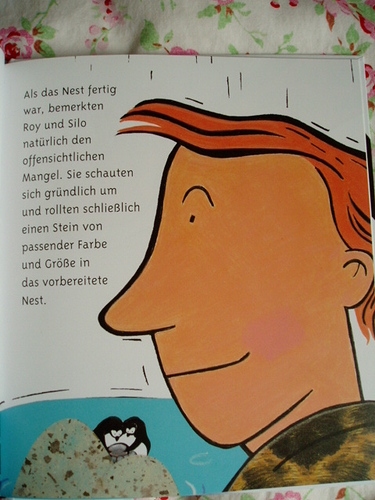 Als das Nest fertig
war, bemerkten
Roy und Silo
natürlich den
offensichtlichen
Mangel. Sie schauten
sich gründlich um
und rollten schließlich
einen Stein von
passender Farbe
und Größe in
das vorbereitete
Nest.